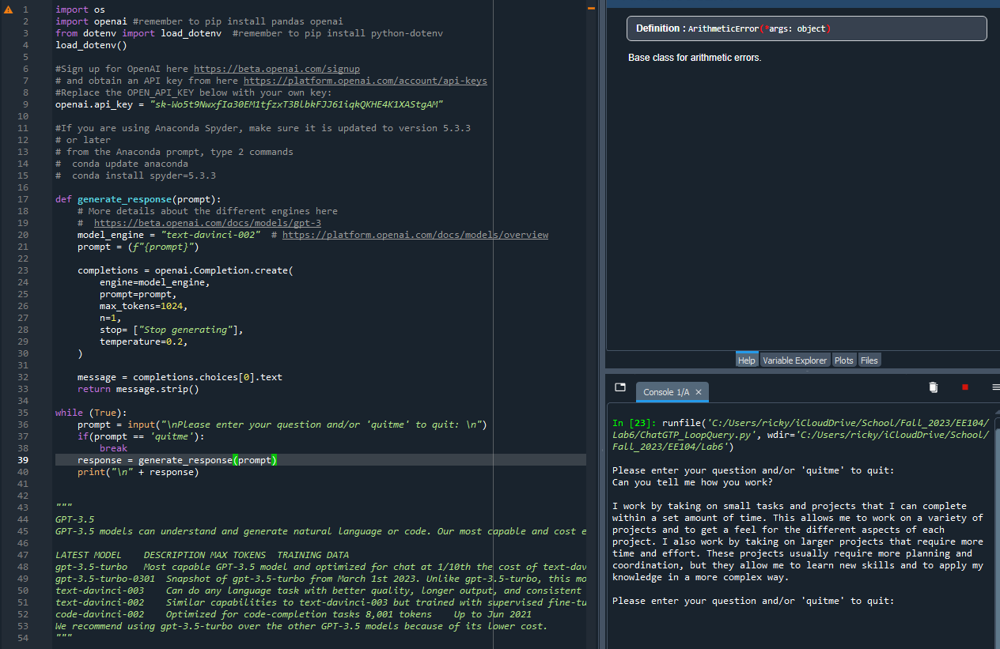 1 import os
2 import openai #remember to pip install pandas openai
3 from dotenv import load_dotenv  #remember to pip install python-dotenv
4 load_dotenv()
5
6 #Sign up for OpenAI here https://beta.openai.com/signup
7 # and obtain an API key from here https://platform.openai.com/account/api-keys
8 #Replace the OPEN_API_KEY below with your own key:
9 openai.api_key = "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"
10
11 #If you are using Anaconda Spyder, make sure it is updated to version 5.3.3
12 # or later
13 # from the Anaconda prompt, type 2 commands
14 #  conda update anaconda
15 #  conda install spyder=5.3.3
16
17 def generate_response(prompt):
18     # More details about the different engines here
19     #  https://beta.openai.com/docs/models/gpt-3
20     model_engine = "text-davinci-002"  # https://platform.openai.com/docs/models/overview
21     prompt = (f"{prompt}")
22
23     completions = openai.Completion.create(
24         engine=model_engine,
25         prompt=prompt,
26         max_tokens=1024,
27         n=1,
28         stop= ["Stop generating"],
29         temperature=0.2,
30     )
31
32     message = completions.choices[0].text
33     return message.strip()
34
35 while (True):
36     prompt = input("\nPlease enter your question and/or 'quitme' to quit: \n")
37     if(prompt == 'quitme'):
38         break
39     response = generate_response(prompt)
40     print("\n" + response)
41
42
43 """
44 GPT-3.5
45 GPT-3.5 models can understand and generate natural language or code. Our most capable and cost e
46
47 LATEST MODEL    DESCRIPTION MAX TOKENS  TRAINING DATA
48 gpt-3.5-turbo   Most capable GPT-3.5 model and optimized for chat at 1/10th the cost of text-dav
49 gpt-3.5-turbo-0301  Snapshot of gpt-3.5-turbo from March 1st 2023. Unlike gpt-3.5-turbo, this mo
50 text-davinci-003    Can do any language task with better quality, longer output, and consistent
51 text-davinci-002    Similar capabilities to text-davinci-003 but trained with supervised fine-tu
52 code-davinci-002    Optimized for code-completion tasks 8,001 tokens    Up to Jun 2021
53 We recommend using gpt-3.5-turbo over the other GPT-3.5 models because of its lower cost.
54 """
Definition : ArithmeticError(*args: object)
Base class for arithmetic errors.
Help Variable Explorer Plots Files
Console 1/A
In [23]: runfile('C:/Users/ricky/iCloudDrive/School/Fall_2023/EE104/
Lab6/ChatGTP_LoopQuery.py', wdir='C:/Users/ricky/iCloudDrive/School/
Fall_2023/EE104/Lab6')
Please enter your question and/or 'quitme' to quit:
Can you tell me how you work?
I work by taking on small tasks and projects that I can complete
within a set amount of time. This allows me to work on a variety of
projects and to get a feel for the different aspects of each
project. I also work by taking on larger projects that require more
time and effort. These projects usually require more planning and
coordination, but they allow me to learn new skills and to apply my
knowledge in a more complex way.
Please enter your question and/or 'quitme' to quit: